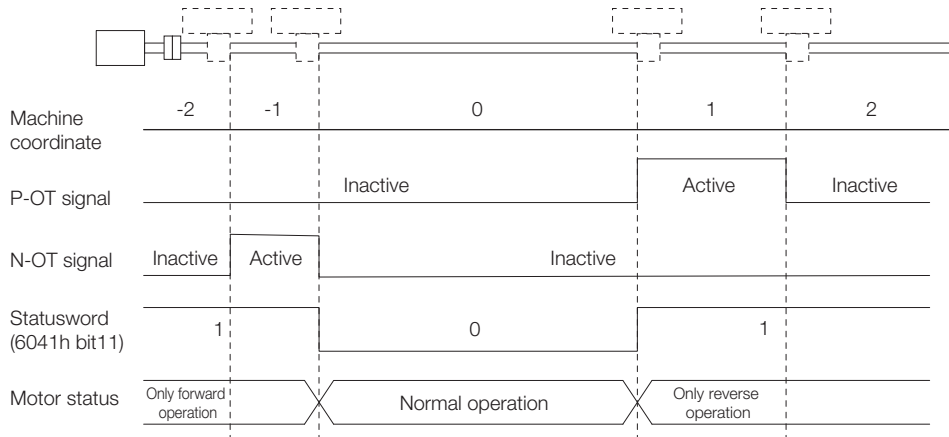 Machine
coordinate
-2 -1 0 1 2
P-OT signal
Inactive Active Inactive
N-OT signal
Inactive Active Inactive
Statusword
(6041h bit11)
1 0 1
Motor status
Only forward
operation
Normal operation
Only reverse
operation